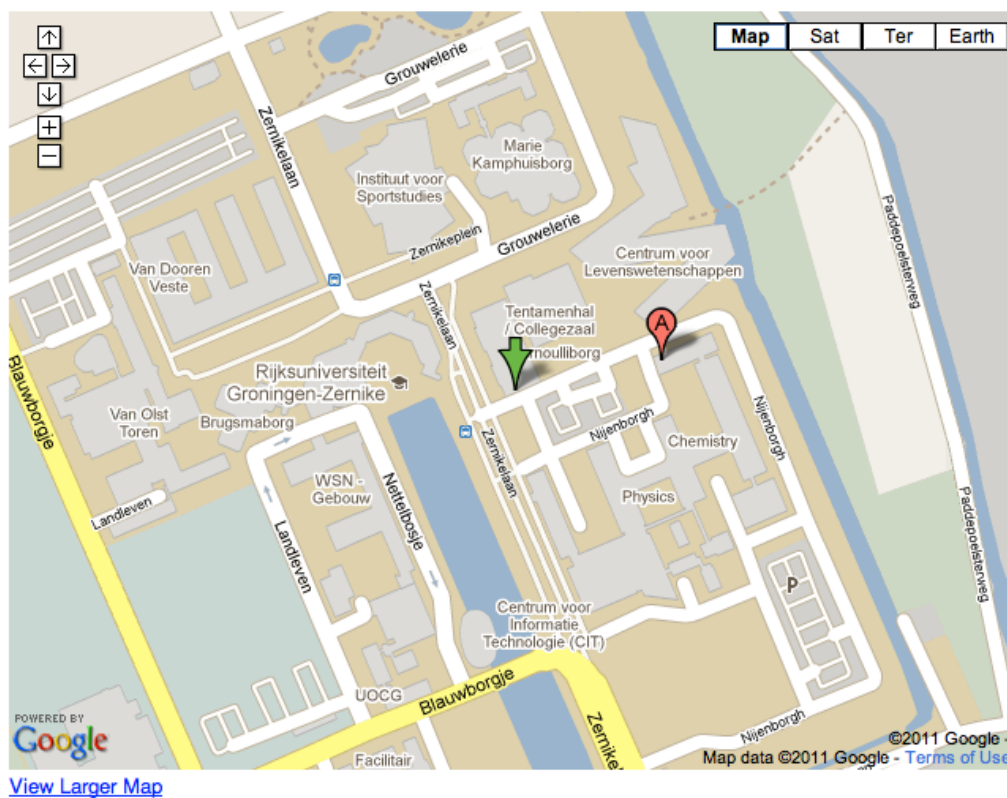 Map
Sat
Ter
Earth
Grouwelerie
Zernikelaan
Marie
Kamphuisborg
Instituut voor
Sportstudies
Paddepoelsterweg
Zernikeplein
Grouwelerie
Centrum voor
Levenswetenschappen
Van Dooren
Veste
Zernikelaan
Tentamenhal
/ Collegezaal
A
noulliborg
Blauwborgje
Rijksuniversiteit
Groningen-Zernike
Van Olst
Toren
Brugsmaborg
Nijenborgh
Nijenborgh
Chemistry
Zernikelaan
WSN -
Gebouw
Nettelbosje
Physics
Landleven
Landleven
Paddepoelsterweg
P
Centrum voor
Informatie
Technologie (CIT)
UOCG
Blauwborgje
Zernikel
Nijenborgh
POWERED BY
Google
Facilitair
©2011 Google -
Map data ©2011 Google - Terms of Use
View Larger Map